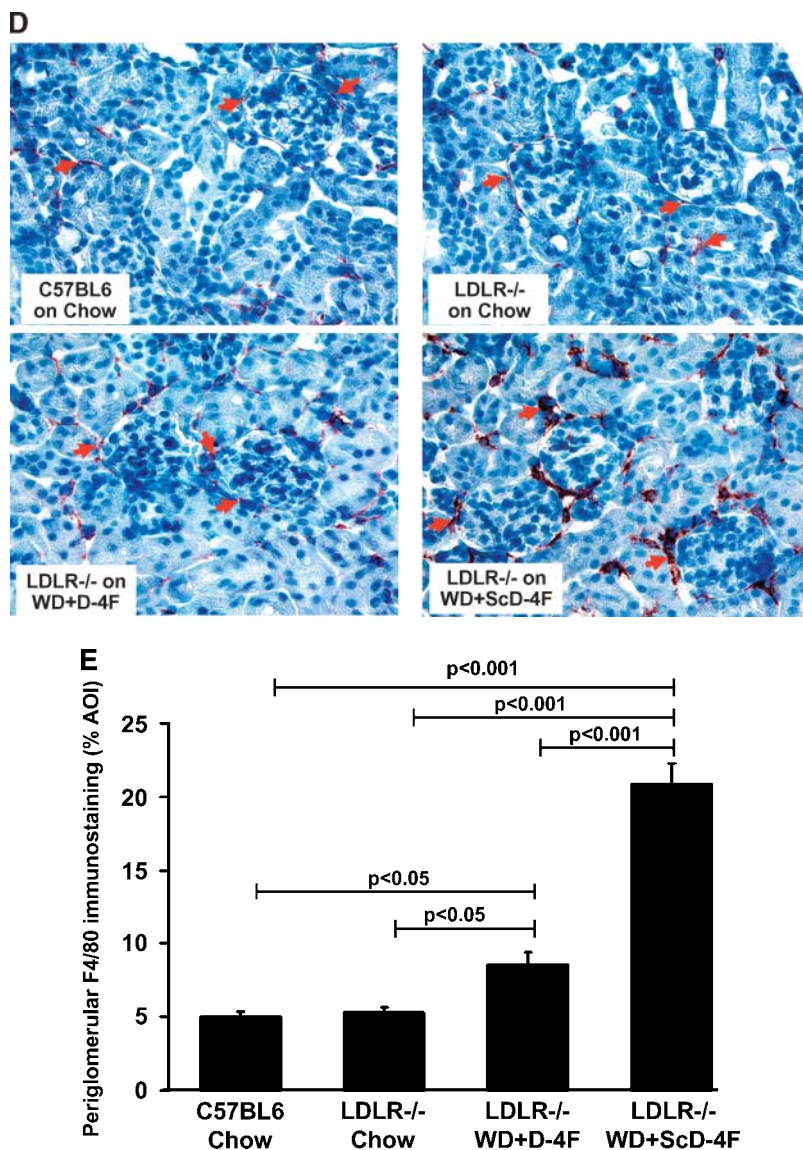 D
C57BL6
on Chow
LDLR-/-
on Chow
LDLR-/- on
WD+D-4F
LDLR-/- on
WD+ScD-4F
E
p<0.001
p<0.001
p<0.001
p<0.05
p<0.05
Periglomerular F4/80 immunostaining (% AOI)
25
20
15
10
5
0
C57BL6
Chow
LDLR-/-
Chow
LDLR-/-
WD+D-4F
LDLR-/-
WD+ScD-4F